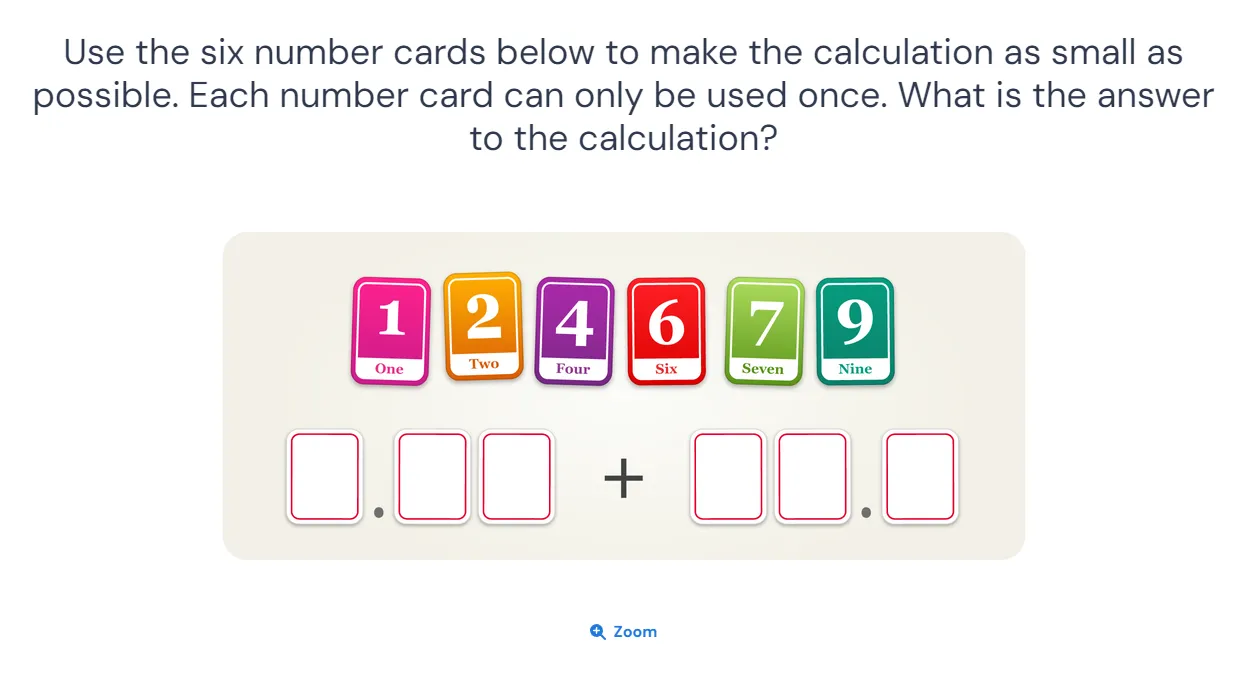 Use the six number cards below to make the calculation as small as
possible. Each number card can only be used once. What is the answer
to the calculation?
1 2 4 6 7 9
One Two Four Six Seven Nine
. + .
Zoom